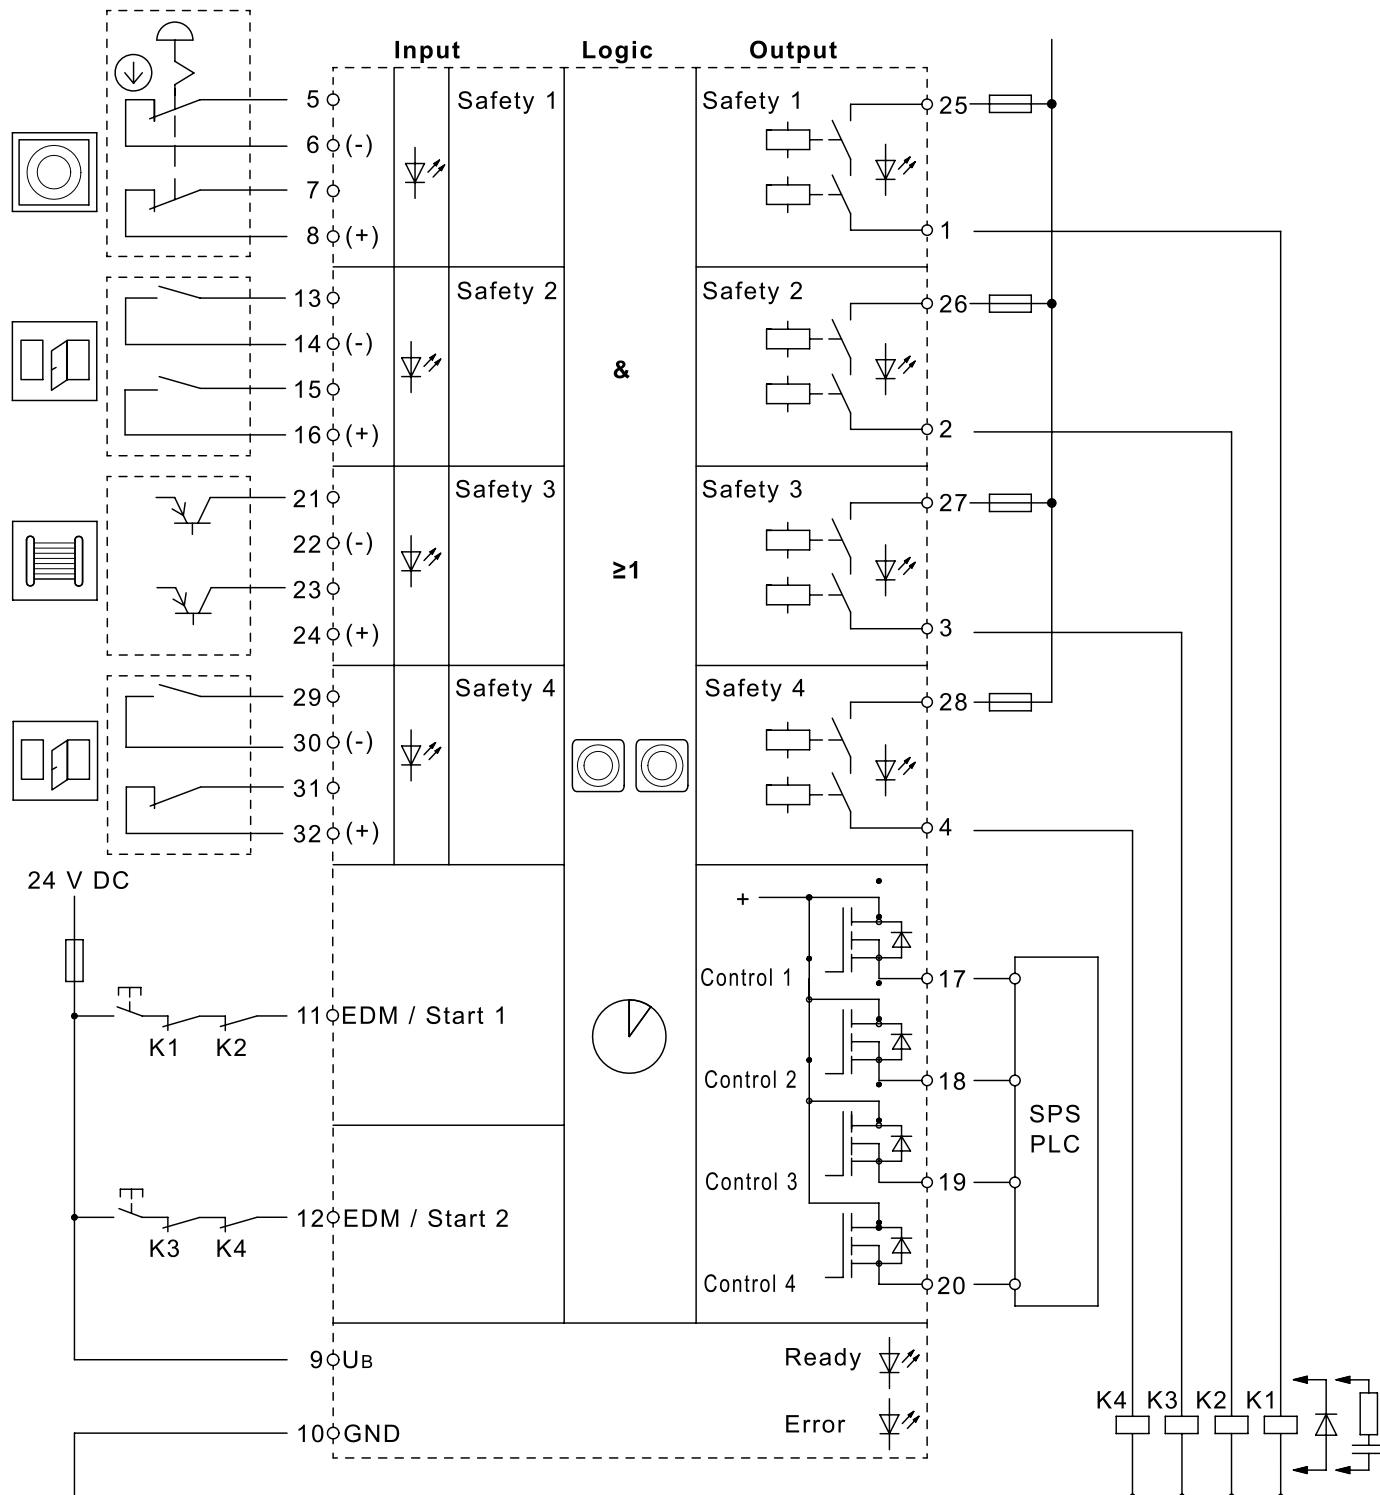 Input Logic Output
5 Safety 1 Safety 1 25
6 (-)
7
8 (+) 1
13 Safety 2 Safety 2 26
14 (-)
&
15
16 (+) 2
21 Safety 3 Safety 3 27
22 (-)
≥1
23
24 (+) 3
29 Safety 4 Safety 4 28
30 (-)
31
32 (+) 4
24 V DC
+
Control 1 17
11 EDM / Start 1
K1 K2
Control 2 18
SPS
PLC
Control 3 19
12 EDM / Start 2
K3 K4
Control 4 20
9 UB Ready
K4 K3 K2 K1
10 GND Error